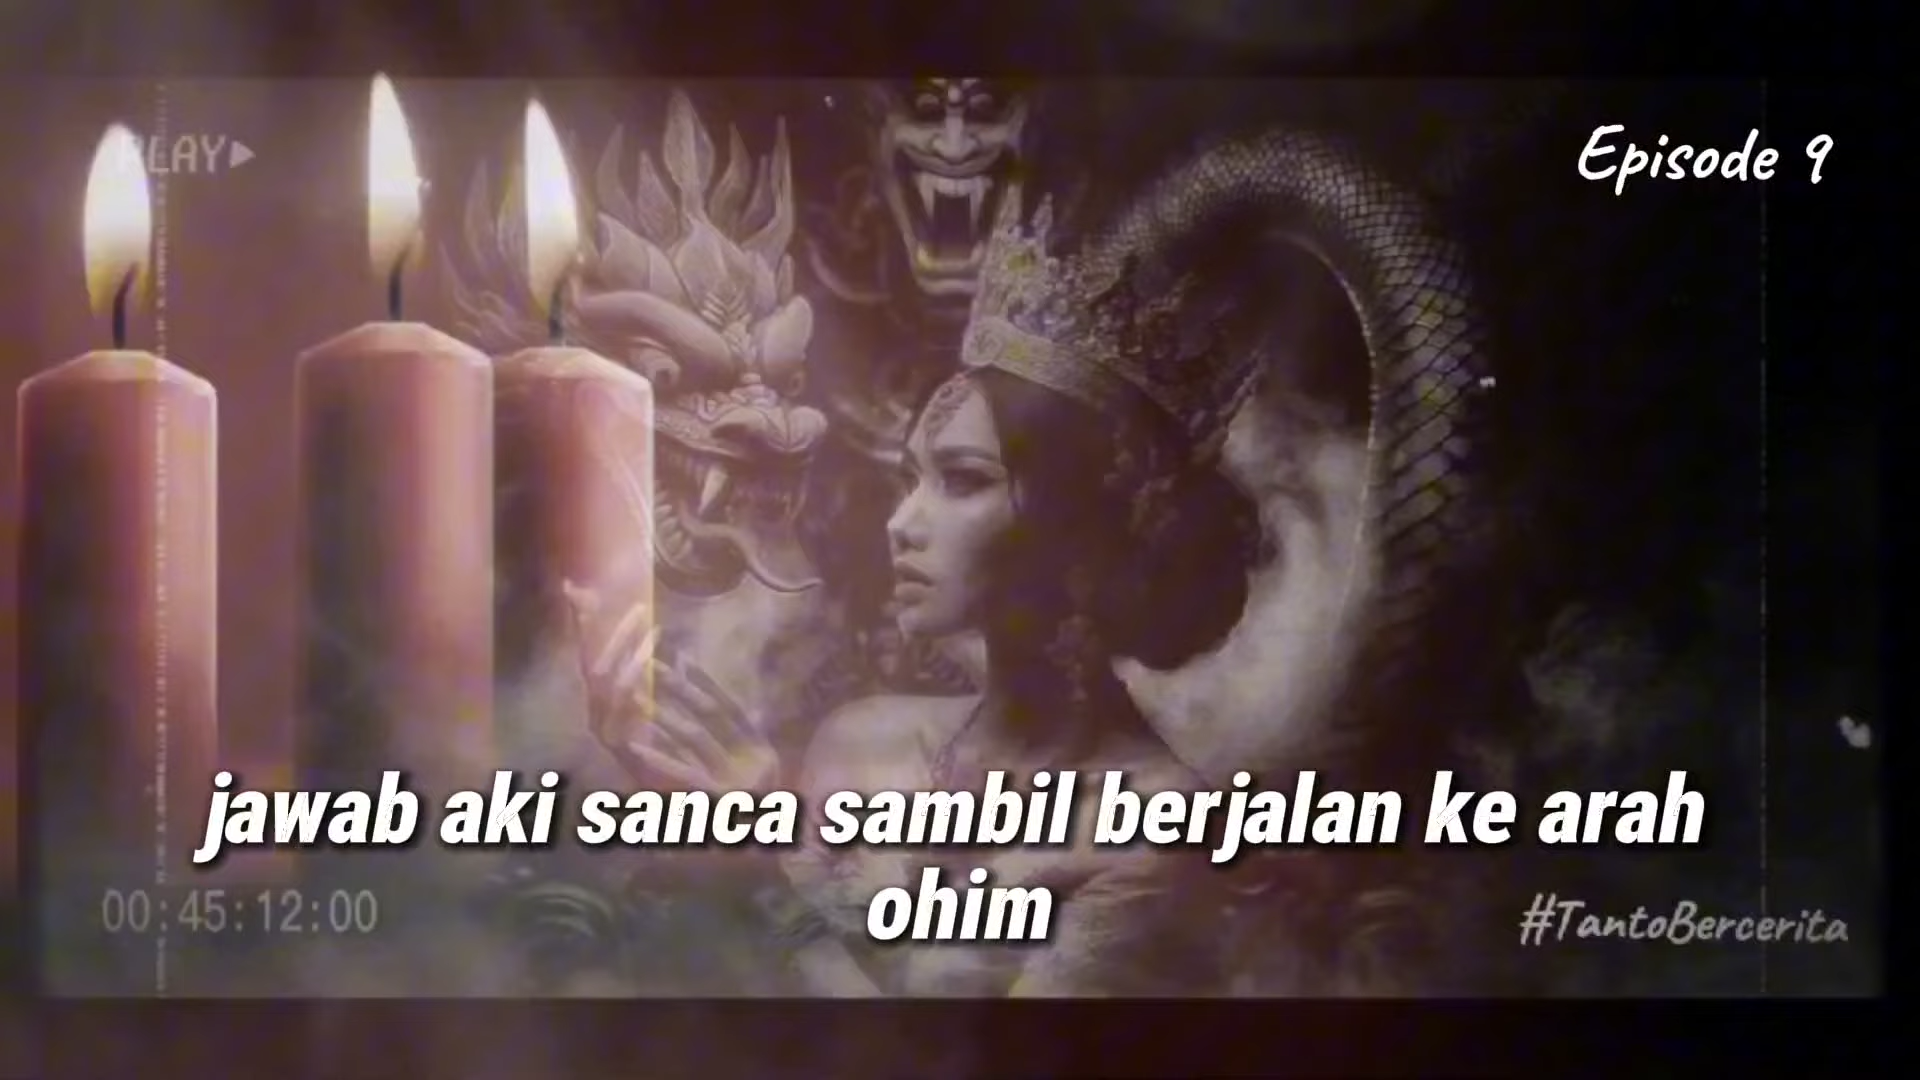 PLAY▶
Episode 9
jawab aki sanca sambil berjalan ke arah
ohim
00:45:12:00
#TantoBercerita